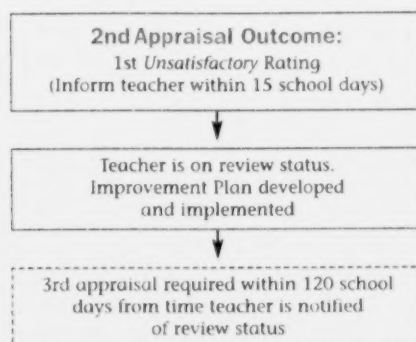 2nd Appraisal Outcome:
1st Unsatisfactory Rating
(Inform teacher within 15 school days)
Teacher is on review status.
Improvement Plan developed
and implemented
3rd appraisal required within 120 school
days from time teacher is notified
of review status